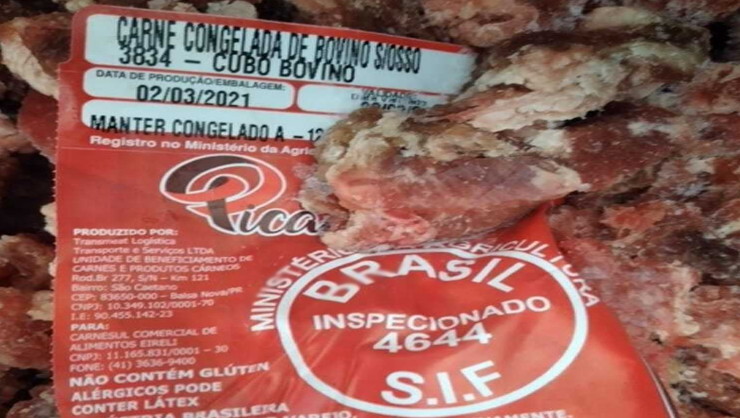 CARNE CONGELADA DE BOVINO S/OSSO
3834 - CUBO BOVINO
DATA DE PRODUÇÃO/EMBALAGEM:
02/03/2021
MANTER CONGELADO A -12
Registro no Ministério da
Pica
PRODUZIDO POR:
Transmeat Logística
Transporte e Serviços LTDA
UNIDADE DE BENEFICIAMENTO DE
CARNES E PRODUTOS CÁRNEOS
Rod.Br 277, S/N - Km 121
Bairro: São Caetano
CEP: 83650-000 - Balsa Nova/PR
CNPJ: 10.349.102/0001-70
I.E: 90.455.142-23
PARA:
CARNESUL COMERCIAL DE
ALIMENTOS EIRELI
CNPJ: 11.165.831/0001 - 30
FONE: (41) 3636-9400
NÃO CONTÉM GLÚTEN
ALÉRGICOS PODE
CONTER LÁTEX
BRASILEIRA
BRASIL
INSPECIONADO
4644
S.I.F